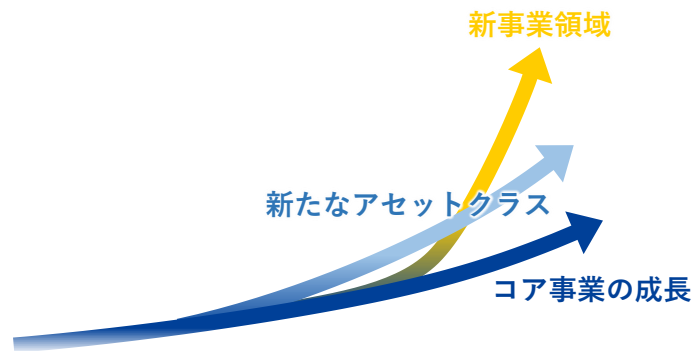 新事業領域
新たなアセットクラス
コア事業の成長